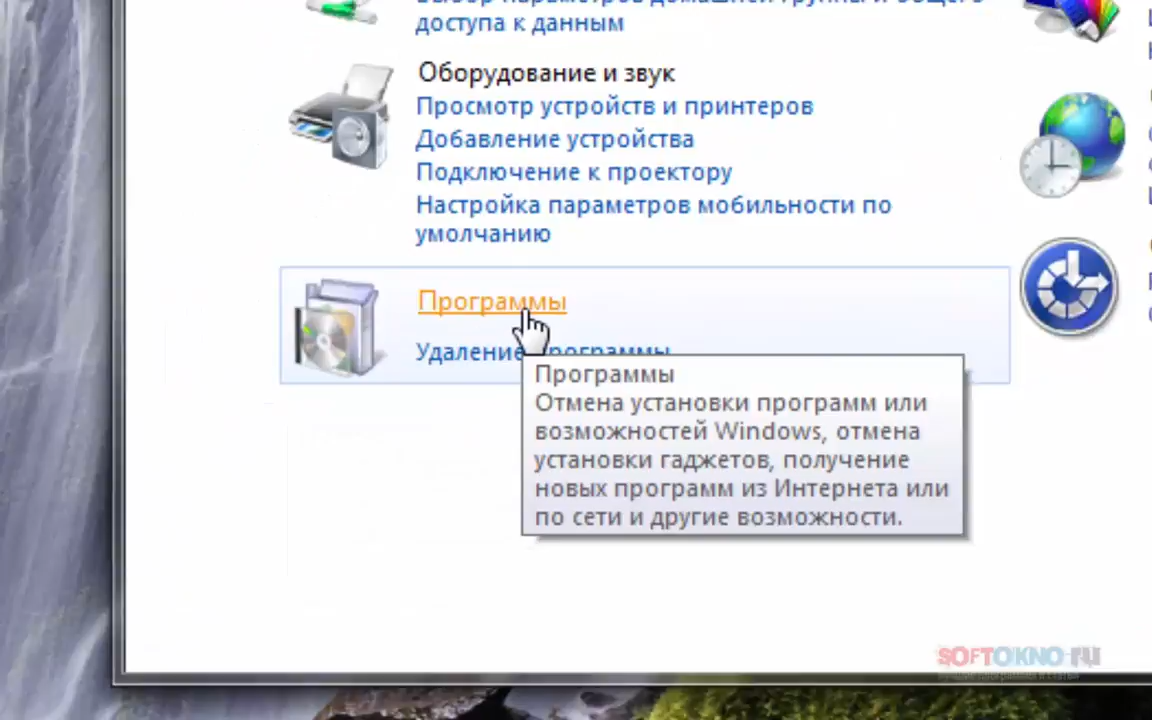 доступа к данным
Оборудование и звук
Просмотр устройств и принтеров
Добавление устройства
Подключение к проектору
Настройка параметров мобильности по
умолчанию
Программы
Удаление программы
Программы
Отмена установки программ или
возможностей Windows, отмена
установки гаджетов, получение
новых программ из Интернета или
по сети и другие возможности.
SOFTOKNO.ru